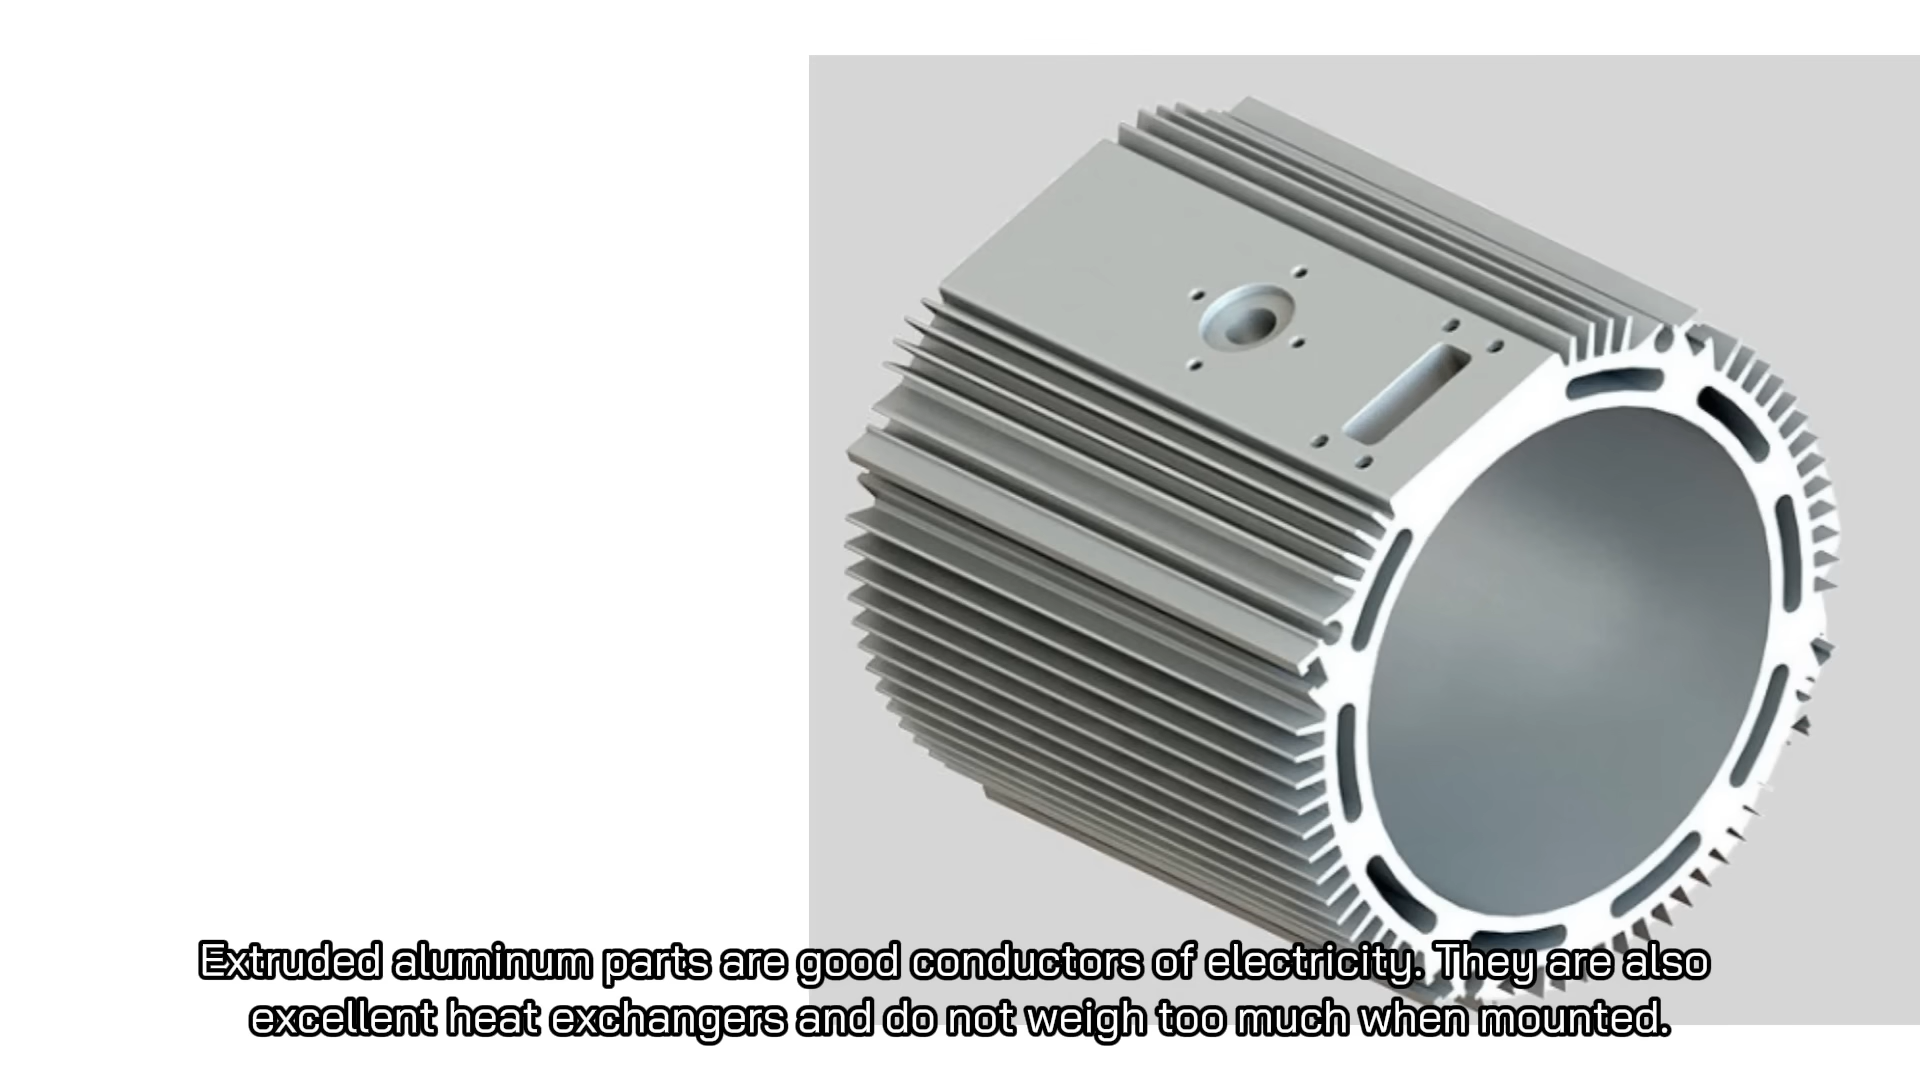 Extruded aluminum parts are good conductors of electricity. They are also
excellent heat exchangers and do not weigh too much when mounted.